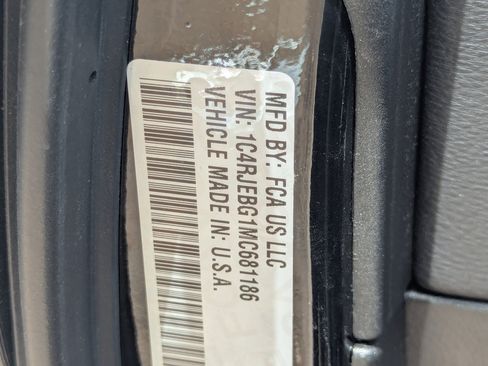 MFD BY: FCA US LLC
VIN: 1C4RJEBG1MC681186
VEHICLE MADE IN: U.S.A.